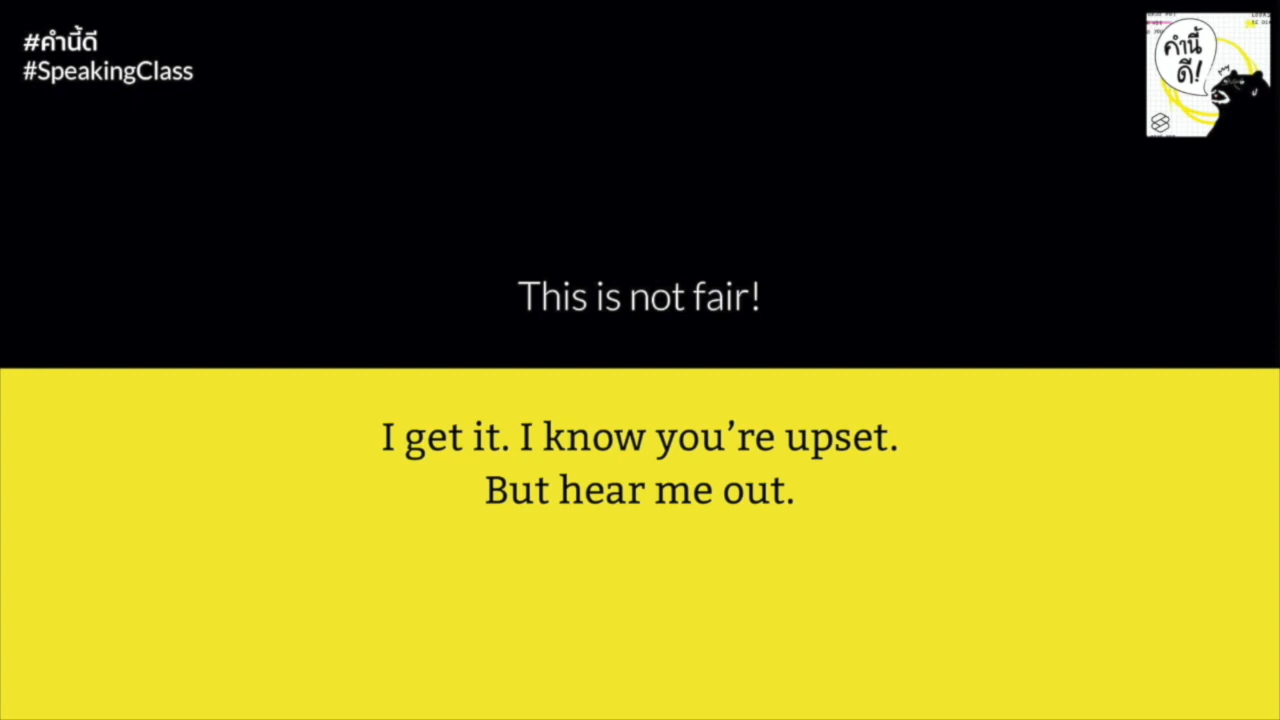 #คำนี้ดี
#SpeakingClass
คำนี้
ดี!
This is not fair!
I get it. I know you’re upset.
But hear me out.